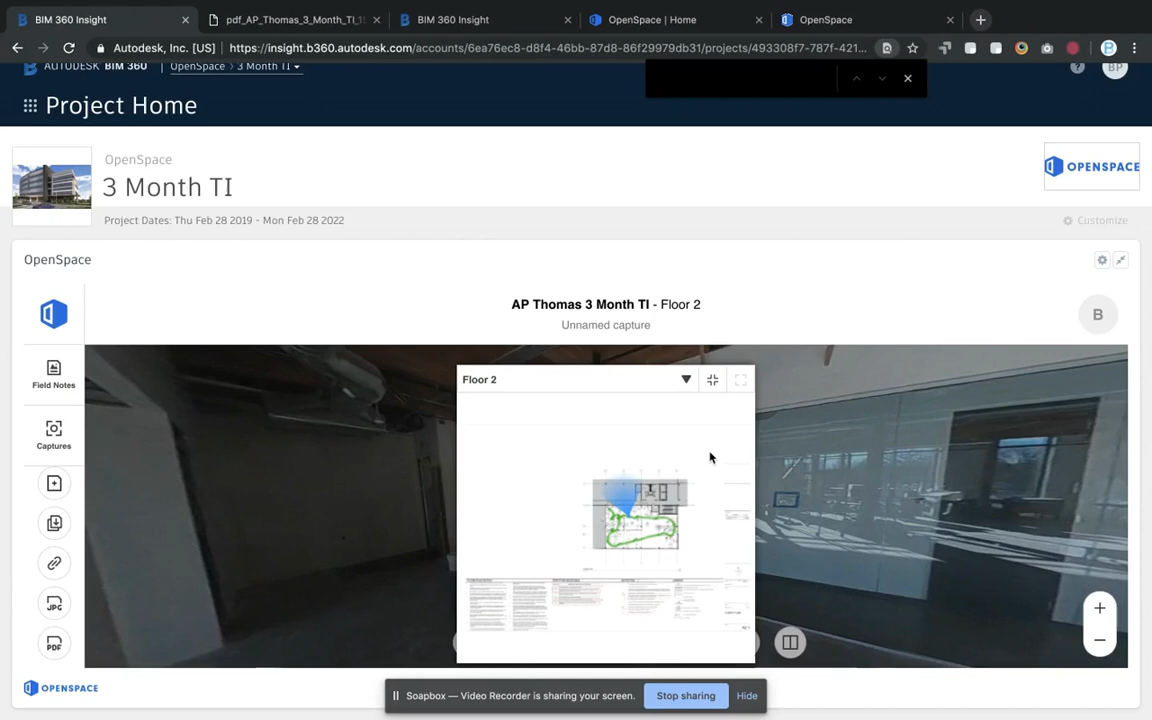 BIM 360 Insight
pdf_AP_Thomas_3_Month_TI_1
BIM 360 Insight
OpenSpace | Home
OpenSpace
Autodesk, Inc. [US]
https://insight.b360.autodesk.com/accounts/6ea76ec8-d8f4-46bb-87d8-86f29979db31/projects/493308f7-787f-421...
AUTODESK BIM 360
OpenSpace > 3 Month TI
BP
Project Home
OpenSpace
3 Month TI
OPENSPACE
Project Dates: Thu Feb 28 2019 - Mon Feb 28 2022
Customize
OpenSpace
AP Thomas 3 Month TI - Floor 2
Unnamed capture
B
Field Notes
Captures
JPG
PDF
Floor 2
OPENSPACE
Soapbox — Video Recorder is sharing your screen.
Stop sharing
Hide